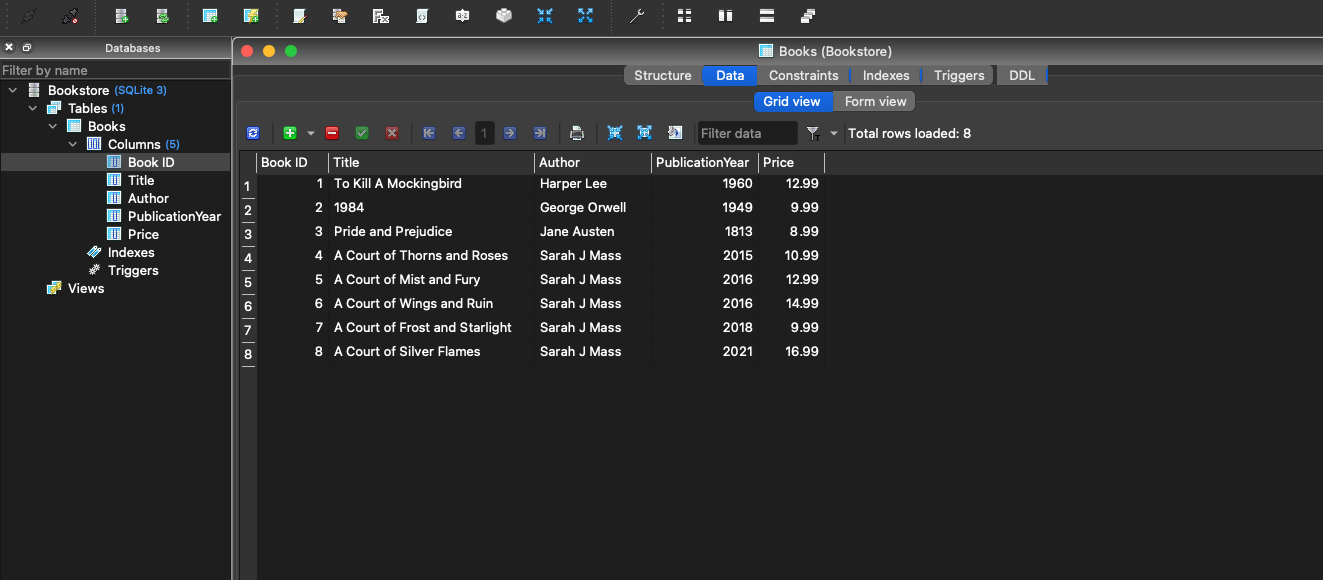 Databases
Books (Bookstore)
Structure Data Constraints Indexes Triggers DDL
Filter by name
Grid view Form view
Bookstore (SQLite 3)
Tables (1)
Books
Columns (5)
Book ID
Title
Author
PublicationYear
Price
Indexes
Triggers
Views
1 Filter data Total rows loaded: 8
Book ID Title Author PublicationYear Price
1 1 To Kill A Mockingbird Harper Lee 1960 12.99
2 2 1984 George Orwell 1949 9.99
3 3 Pride and Prejudice Jane Austen 1813 8.99
4 4 A Court of Thorns and Roses Sarah J Mass 2015 10.99
5 5 A Court of Mist and Fury Sarah J Mass 2016 12.99
6 6 A Court of Wings and Ruin Sarah J Mass 2016 14.99
7 7 A Court of Frost and Starlight Sarah J Mass 2018 9.99
8 8 A Court of Silver Flames Sarah J Mass 2021 16.99